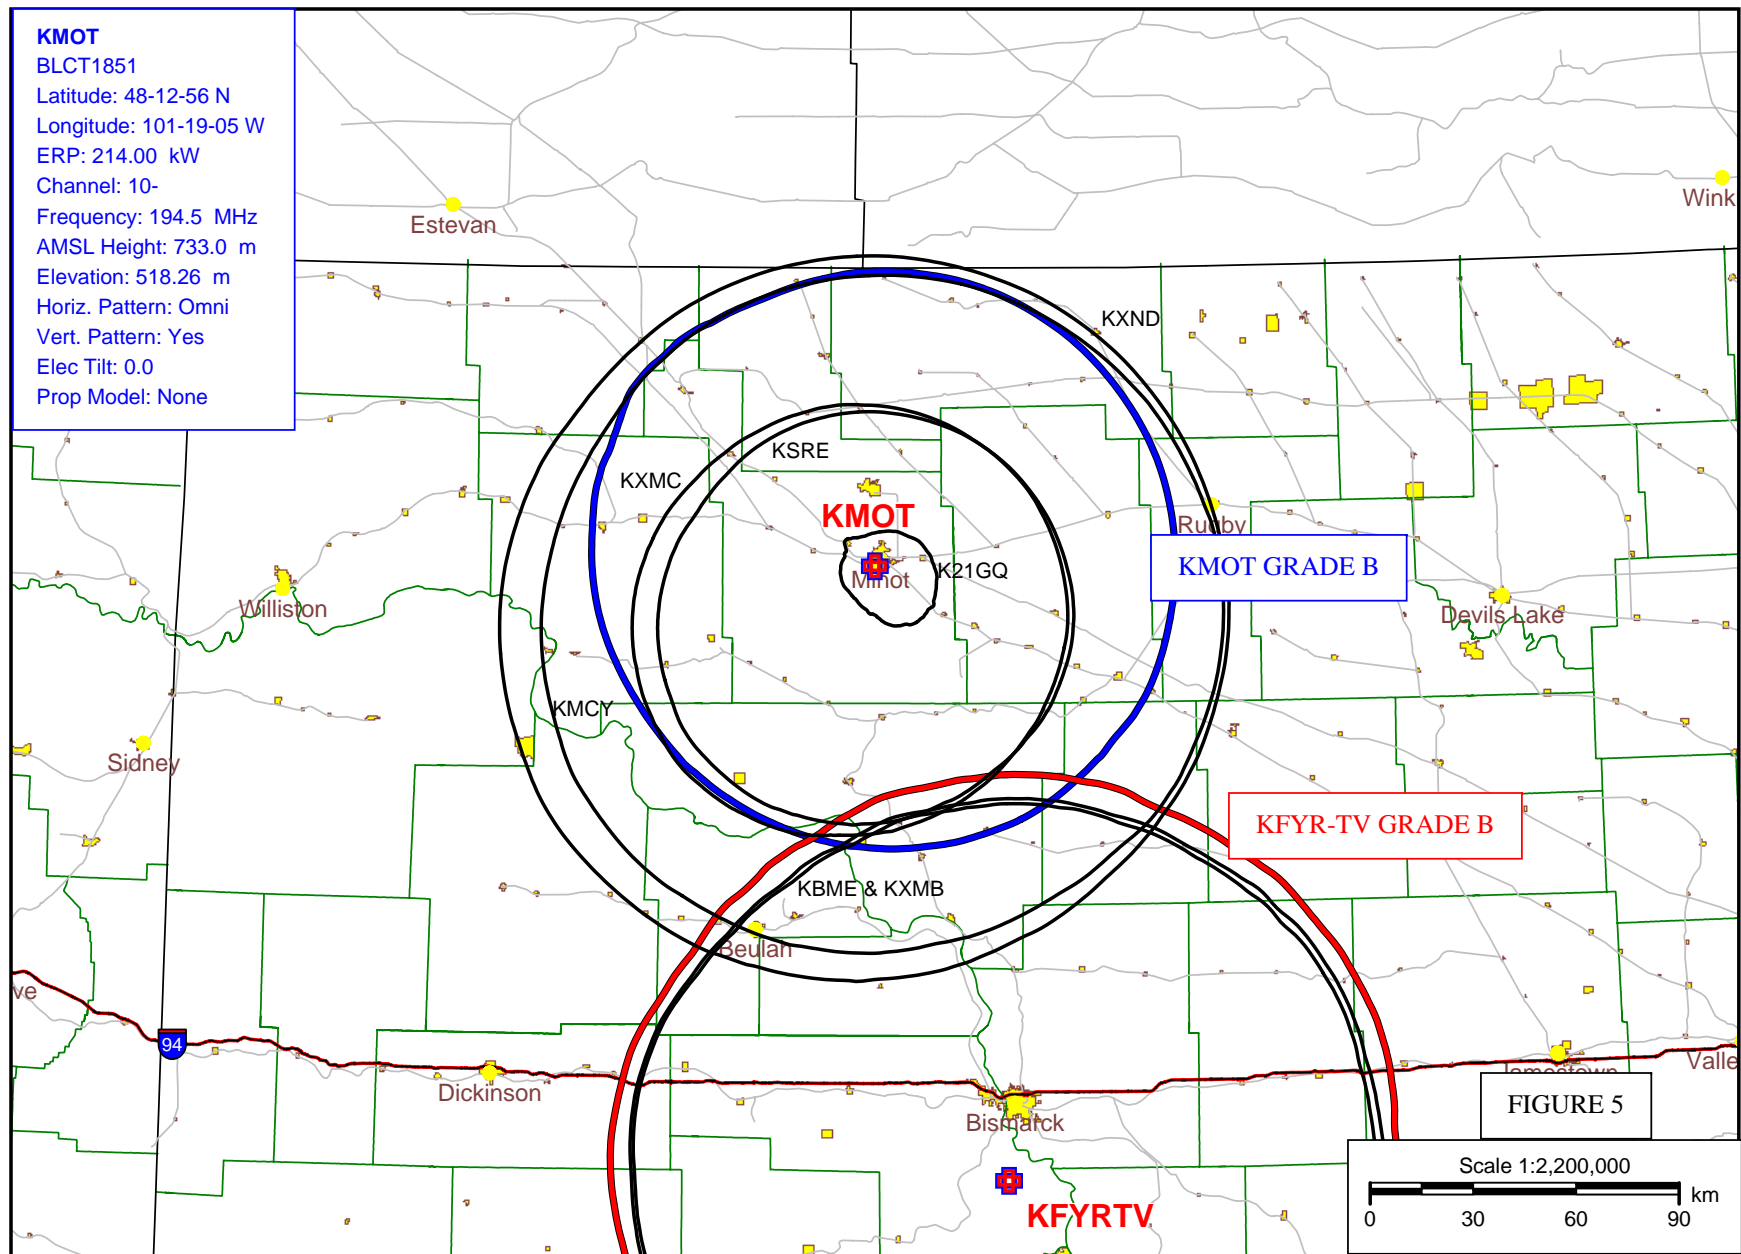 KMOT
BLCT1851
Latitude: 48-12-56 N
Longitude: 101-19-05 W
ERP: 214.00 kW
Channel: 10-
Frequency: 194.5 MHz
AMSL Height: 733.0 m
Elevation: 518.26 m
Horiz. Pattern: Omni
Vert. Pattern: Yes
Elec Tilt: 0.0
Prop Model: None
Estevan
Wink
KXND
KSRE
KXMC
KMOT
Rugby
KMOT GRADE B
K21GQ
Minot
Williston
Devils Lake
KMCY
Sidney
KFYR-TV GRADE B
KBME & KXMB
Beulah
ve
94
Dickinson
Jamestown
Valle
Bismarck
FIGURE 5
KFYRTV
Scale 1:2,200,000
km
0 30 60 90